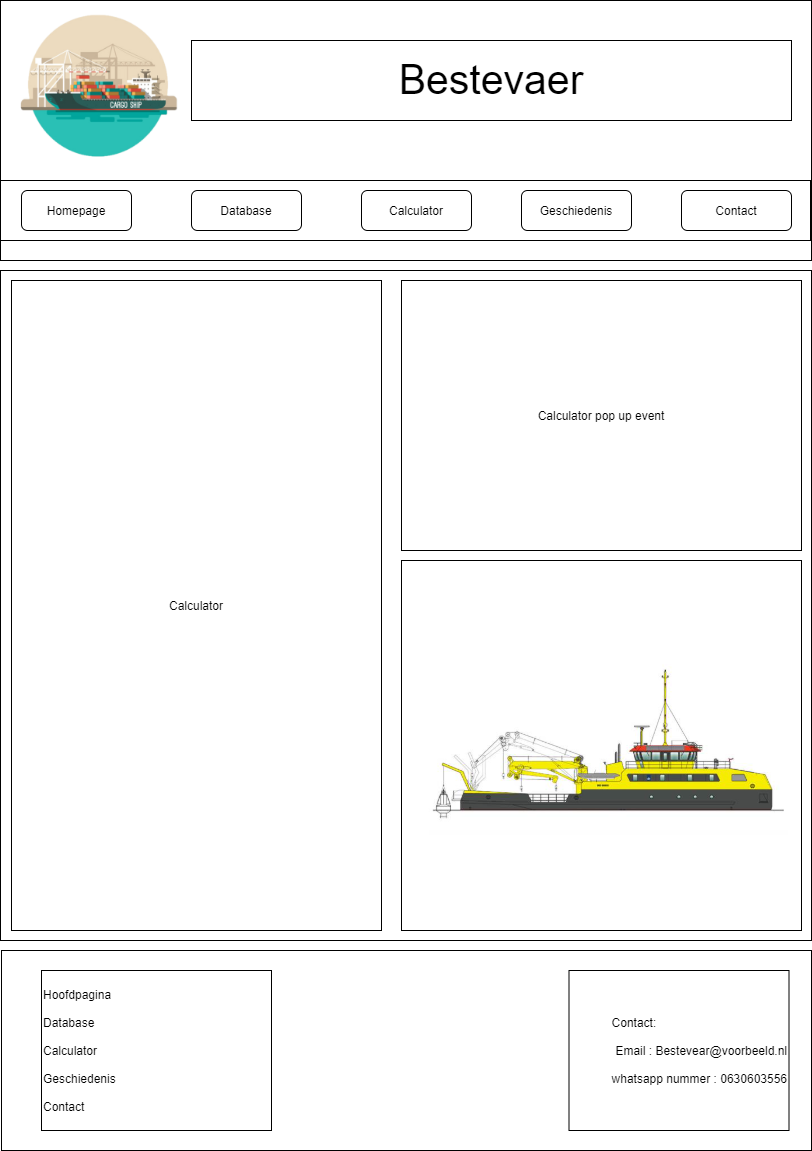 CARGO SHIP
Bestevaer
Homepage
Database
Calculator
Geschiedenis
Contact
Calculator pop up event
Calculator
Hoofdpagina
Database
Calculator
Geschiedenis
Contact
Contact:
Email : Bestevear@voorbeeld.nl
whatsapp nummer : 0630603556